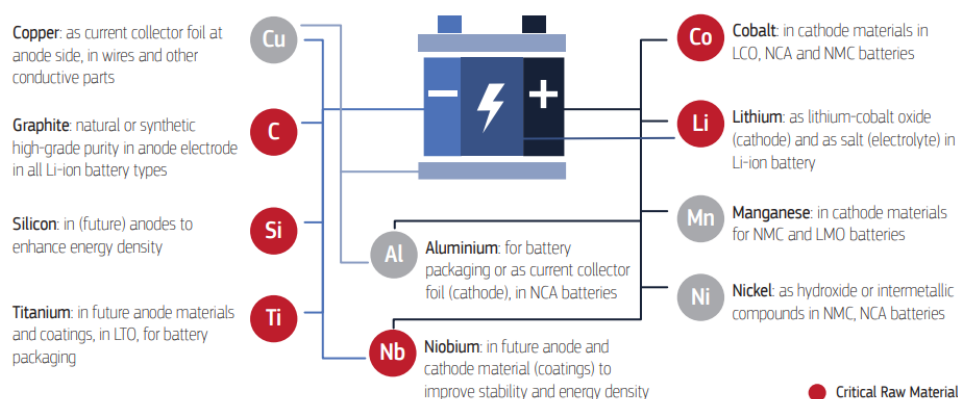 Copper: as current collector foil at
anode side, in wires and other
conductive parts
Cu
Graphite: natural or synthetic
high-grade purity in anode electrode
in all Li-ion battery types
C
Silicon: in (future) anodes to
enhance energy density
Si
Titanium: in future anode materials
and coatings, in LTO, for battery
packaging
Ti
− +
Al
Aluminium: for battery
packaging or as current collector
foil (cathode), in NCA batteries
Nb
Niobium: in future anode and
cathode material (coatings) to
improve stability and energy density
Co
Cobalt: in cathode materials in
LCO, NCA and NMC batteries
Li
Lithium: as lithium-cobalt oxide
(cathode) and as salt (electrolyte) in
Li-ion battery
Mn
Manganese: in cathode materials
for NMC and LMO batteries
Ni
Nickel: as hydroxide or intermetallic
compounds in NMC, NCA batteries
Critical Raw Material